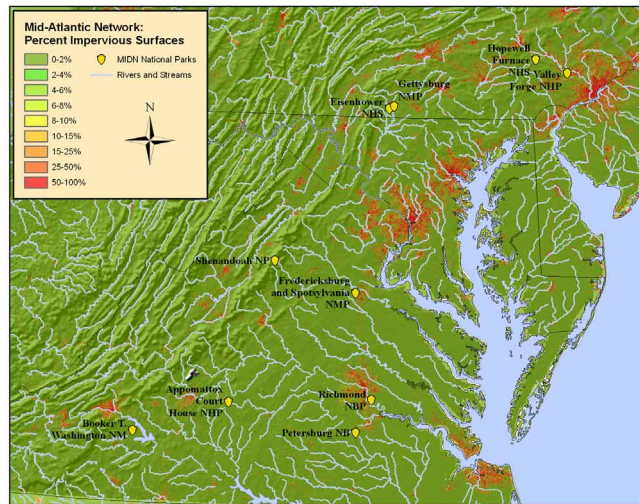 Mid-Atlantic Network:
Percent Impervious Surfaces
0-2%
2-4%
4-6%
6-8%
8-10%
10-15%
15-25%
25-50%
50-100%
MIDN National Parks
Rivers and Streams
N
Hopewell
Furnace
NHS
Valley
Forge NHP
Gettysburg
NMP
Eisenhower
NHS
Shenandoah NP
Fredericksburg
and Spotsylvania
NMP
Appomattox
Court
House NHP
Richmond
NBP
Booker T.
Washington NM
Petersburg NB